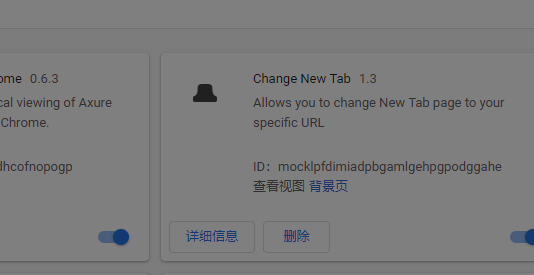 ome 0.6.3
cal viewing of Axure
Chrome.
dhcofnopogp
Change New Tab 1.3
Allows you to change New Tab page to your
specific URL
ID：mocklpfdimiadpbgamlgehpgpodggahe
查看视图 背景页
详细信息
删除